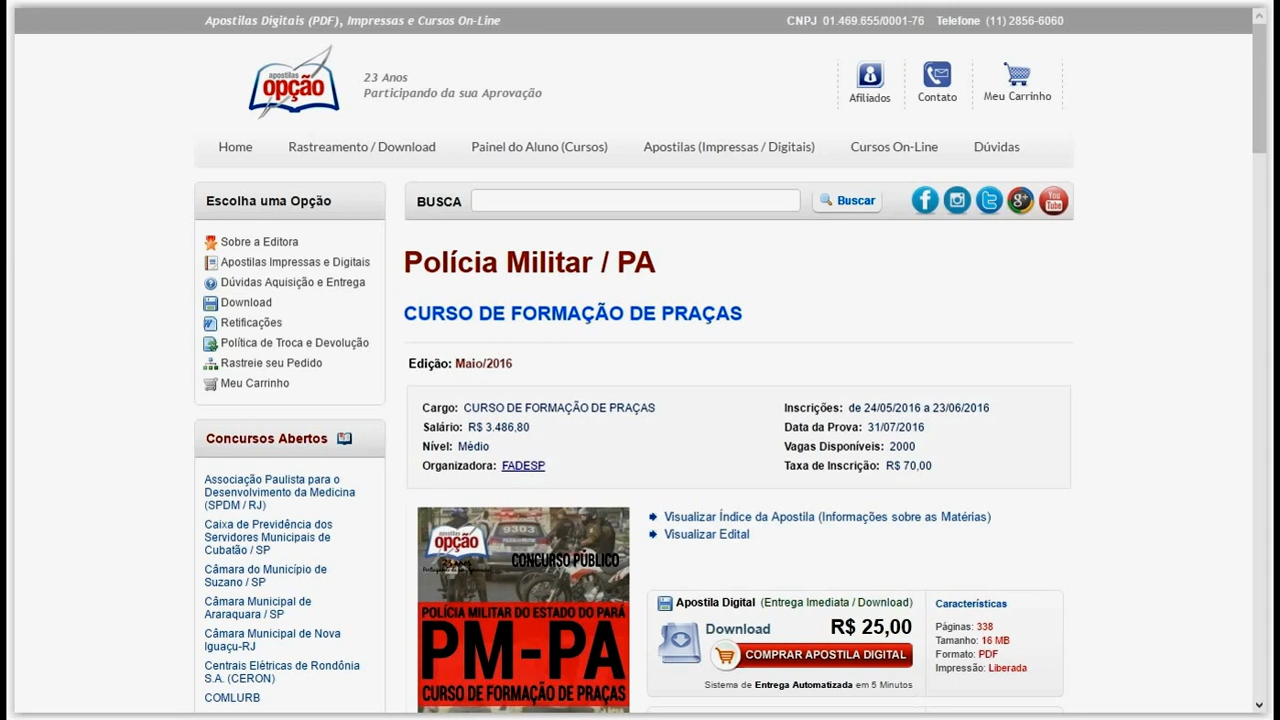 Apostilas Digitais (PDF), Impressas e Cursos On-Line
CNPJ 01.469.655/0001-76 Telefone (11) 2856-6060
apostilas
opção
23 Anos
Participando da sua Aprovação
Afiliados
Contato
Meu Carrinho
Home
Rastreamento / Download
Painel do Aluno (Cursos)
Apostilas (Impressas / Digitais)
Cursos On-Line
Dúvidas
Escolha uma Opção
Sobre a Editora
Apostilas Impressas e Digitais
Dúvidas Aquisição e Entrega
Download
Retificações
Política de Troca e Devolução
Rastreie seu Pedido
Meu Carrinho
Concursos Abertos
Associação Paulista para o
Desenvolvimento da Medicina
(SPDM / RJ)
Caixa de Previdência dos
Servidores Municipais de
Cubatão / SP
Câmara do Município de
Suzano / SP
Câmara Municipal de
Araraquara / SP
Câmara Municipal de Nova
Iguaçu-RJ
Centrais Elétricas de Rondônia
S.A. (CERON)
COMLURB
BUSCA
Buscar
You
Tube
Polícia Militar / PA
CURSO DE FORMAÇÃO DE PRAÇAS
Edição: Maio/2016
Cargo: CURSO DE FORMAÇÃO DE PRAÇAS
Salário: R$ 3.486,80
Nível: Médio
Organizadora: FADESP
Inscrições: de 24/05/2016 a 23/06/2016
Data da Prova: 31/07/2016
Vagas Disponíveis: 2000
Taxa de Inscrição: R$ 70,00
9303
apostilas
opção
23 anos
CONCURSO PÚBLICO
POLÍCIA MILITAR DO ESTADO DO PARÁ
PM-PA
CURSO DE FORMAÇÃO DE PRAÇAS
Visualizar Índice da Apostila (Informações sobre as Matérias)
Visualizar Edital
Apostila Digital (Entrega Imediata / Download)
Download R$ 25,00
COMPRAR APOSTILA DIGITAL
Sistema de Entrega Automatizada em 5 Minutos
Características
Páginas: 338
Tamanho: 16 MB
Formato: PDF
Impressão: Liberada